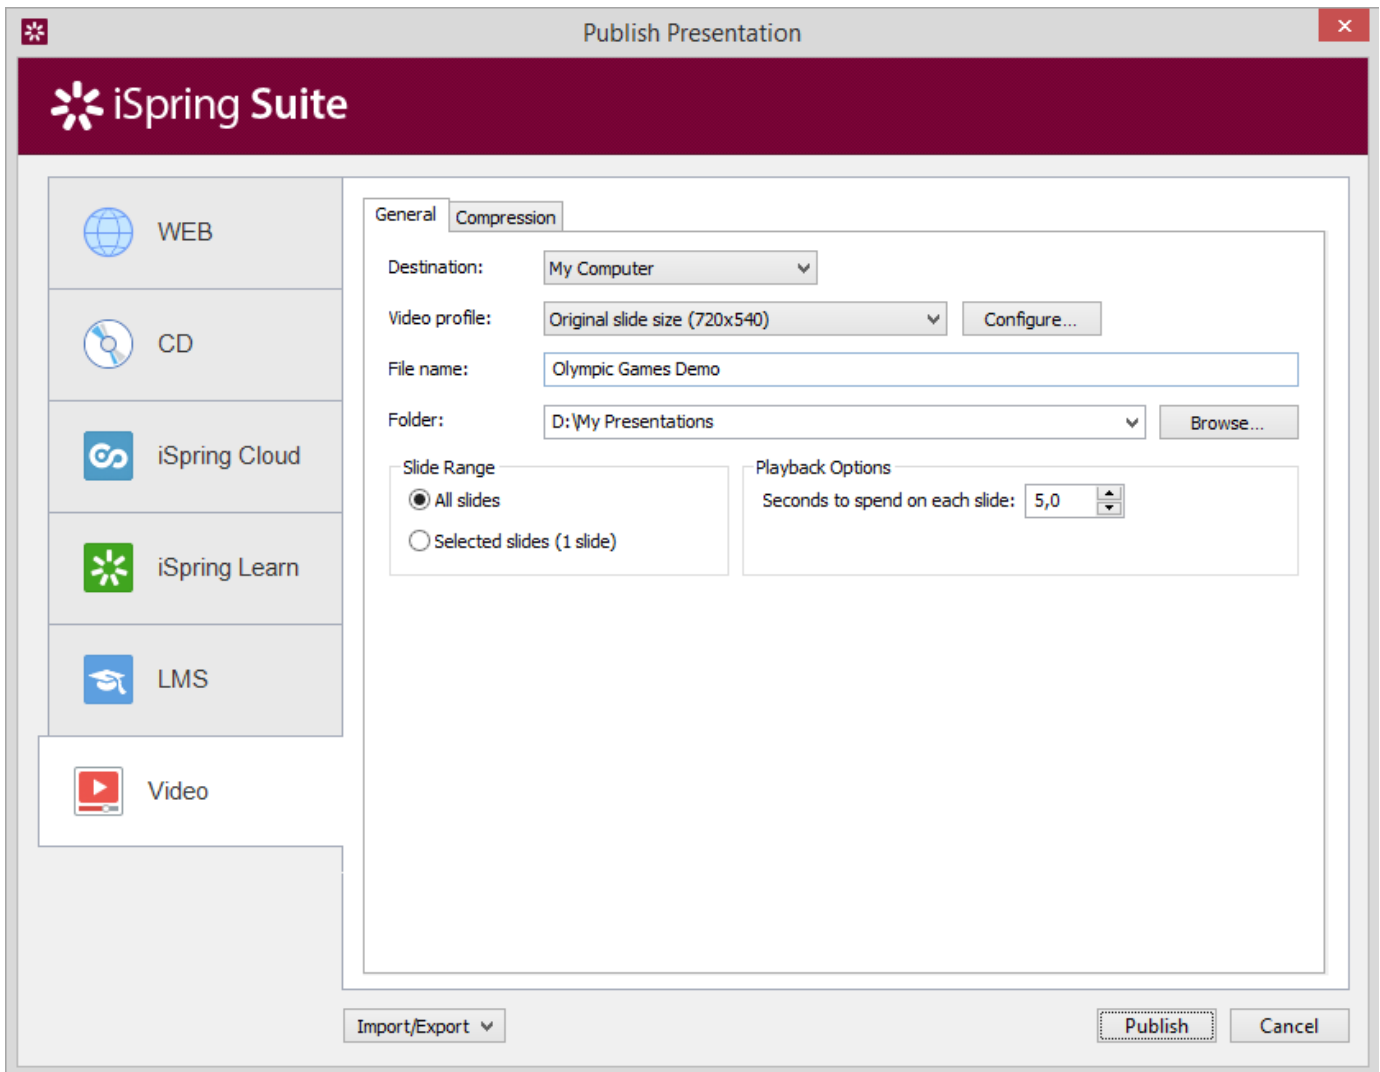 Publish Presentation
iSpring Suite
WEB
CD
iSpring Cloud
iSpring Learn
LMS
Video
General
Compression
Destination:
My Computer
Video profile:
Original slide size (720x540)
Configure...
File name:
Olympic Games Demo
Folder:
D:\My Presentations
Browse...
Slide Range
All slides
Selected slides (1 slide)
Playback Options
Seconds to spend on each slide:
5,0
Import/Export
Publish
Cancel